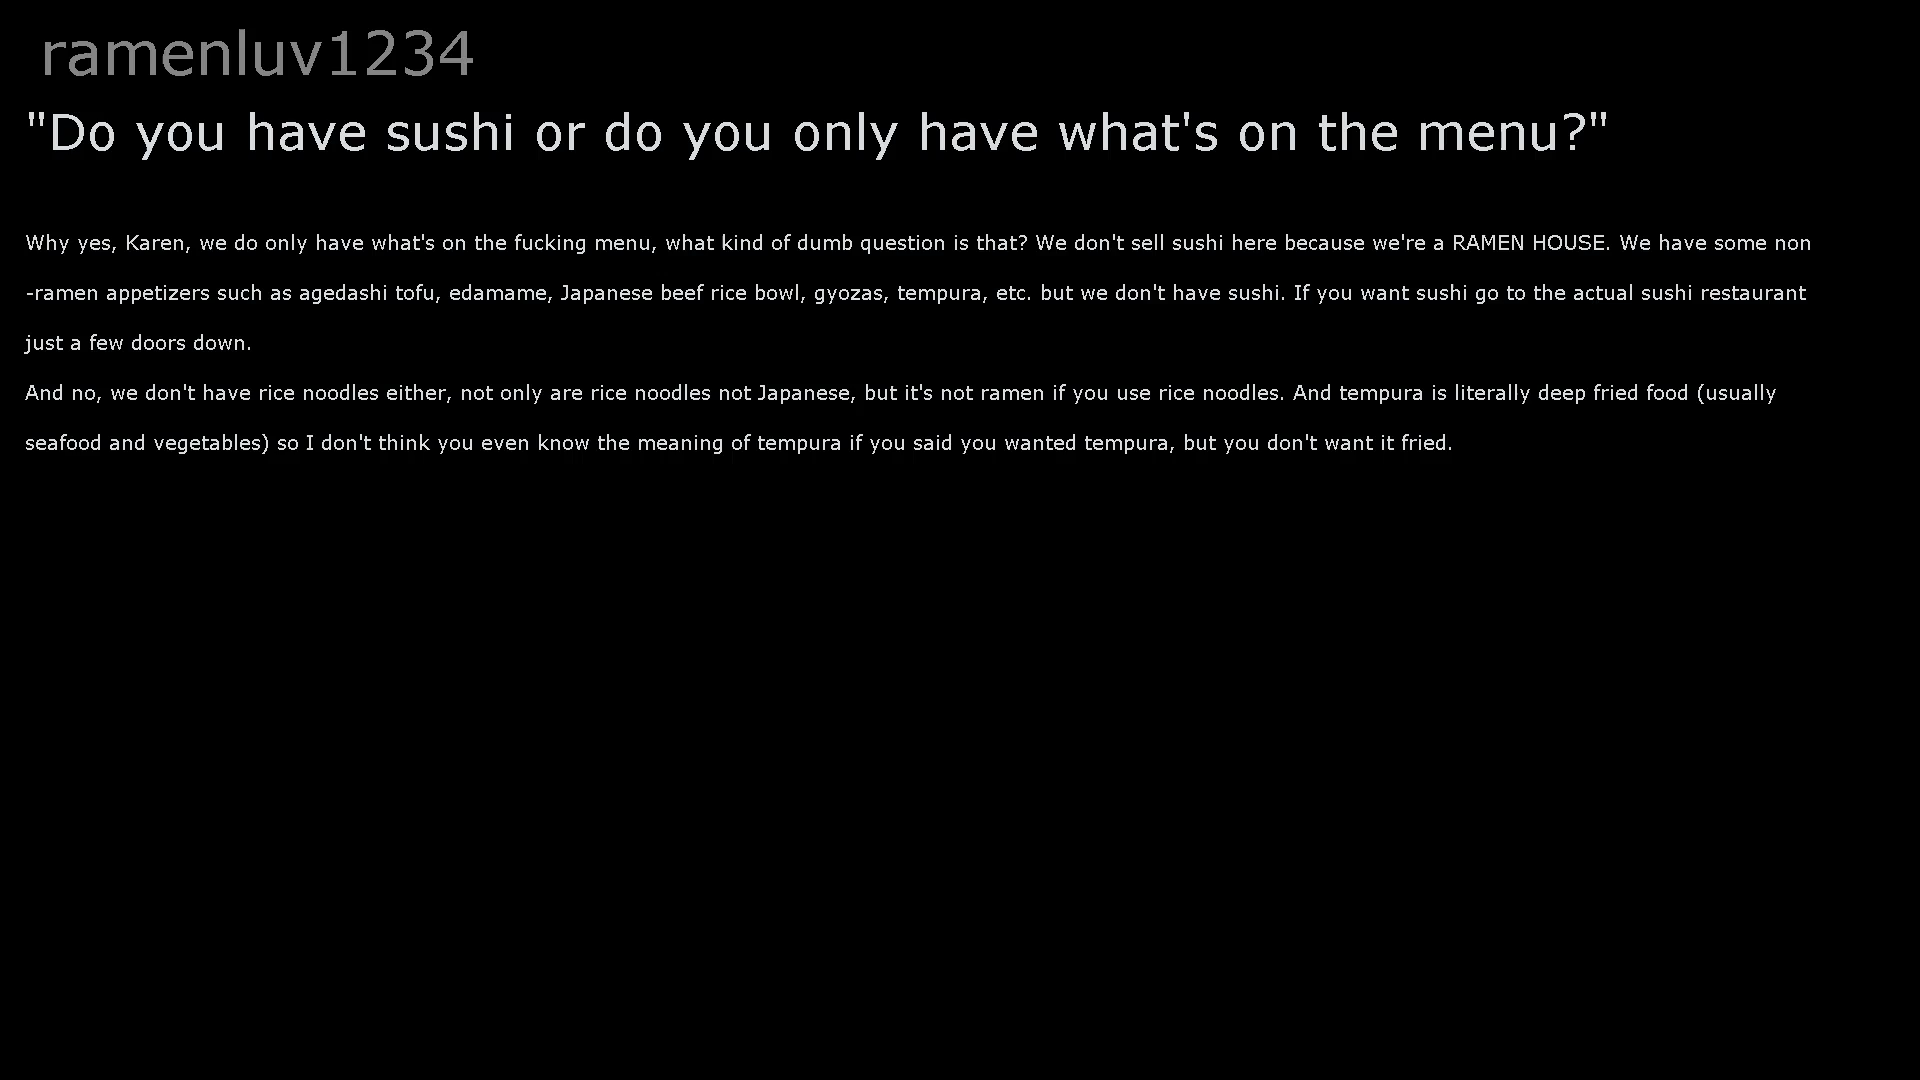 ramenluv1234
"Do you have sushi or do you only have what's on the menu?"
Why yes, Karen, we do only have what's on the fucking menu, what kind of dumb question is that? We don't sell sushi here because we're a RAMEN HOUSE. We have some non
-ramen appetizers such as agedashi tofu, edamame, Japanese beef rice bowl, gyozas, tempura, etc. but we don't have sushi. If you want sushi go to the actual sushi restaurant
just a few doors down.
And no, we don't have rice noodles either, not only are rice noodles not Japanese, but it's not ramen if you use rice noodles. And tempura is literally deep fried food (usually
seafood and vegetables) so I don't think you even know the meaning of tempura if you said you wanted tempura, but you don't want it fried.